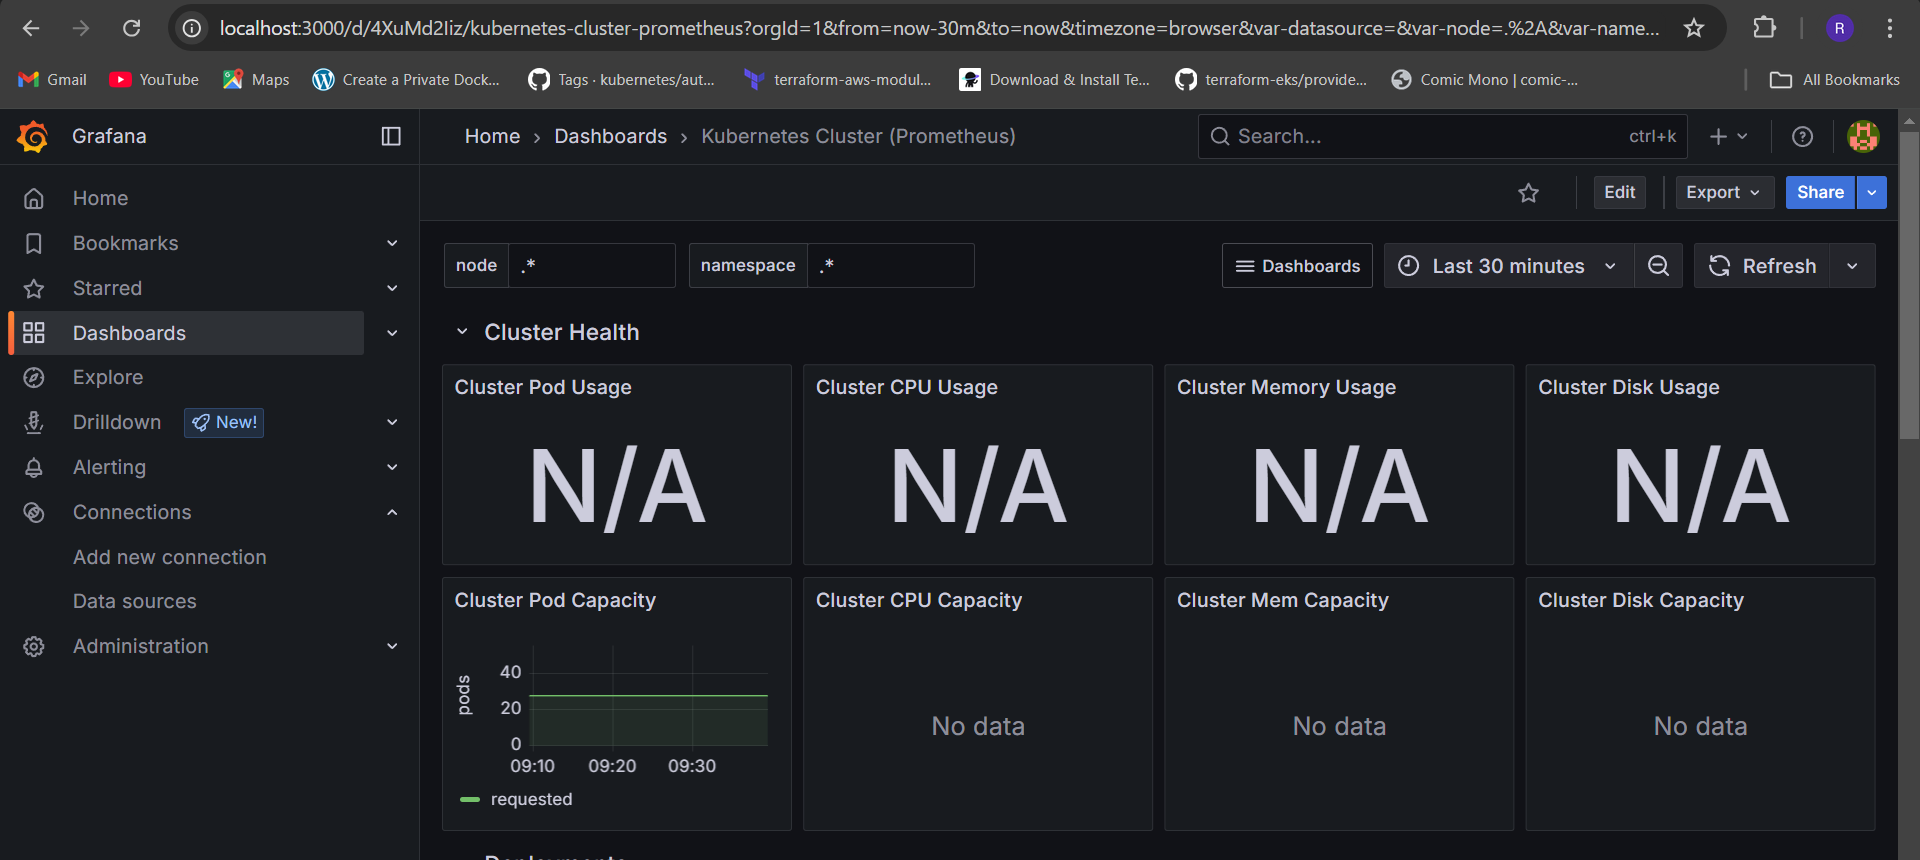 localhost:3000/d/4XuMd2Iiz/kubernetes-cluster-prometheus?orgId=1&from=now-30m&to=now&timezone=browser&var-datasource=&var-node=.%2A&var-name...
R
Gmail YouTube Maps Create a Private Dock... Tags · kubernetes/aut... terraform-aws-modul... Download & Install Te... terraform-eks/provide... Comic Mono | comic-... All Bookmarks
Grafana
Home › Dashboards › Kubernetes Cluster (Prometheus)
Search... ctrl+k
Edit Export Share
Home
Bookmarks
Starred
Dashboards
Explore
Drilldown New!
Alerting
Connections
Add new connection
Data sources
Administration
node .* namespace .* Dashboards Last 30 minutes Refresh
Cluster Health
Cluster Pod Usage
N/A
Cluster CPU Usage
N/A
Cluster Memory Usage
N/A
Cluster Disk Usage
N/A
Cluster Pod Capacity
pods
40
20
0
09:10 09:20 09:30
requested
Cluster CPU Capacity
No data
Cluster Mem Capacity
No data
Cluster Disk Capacity
No data